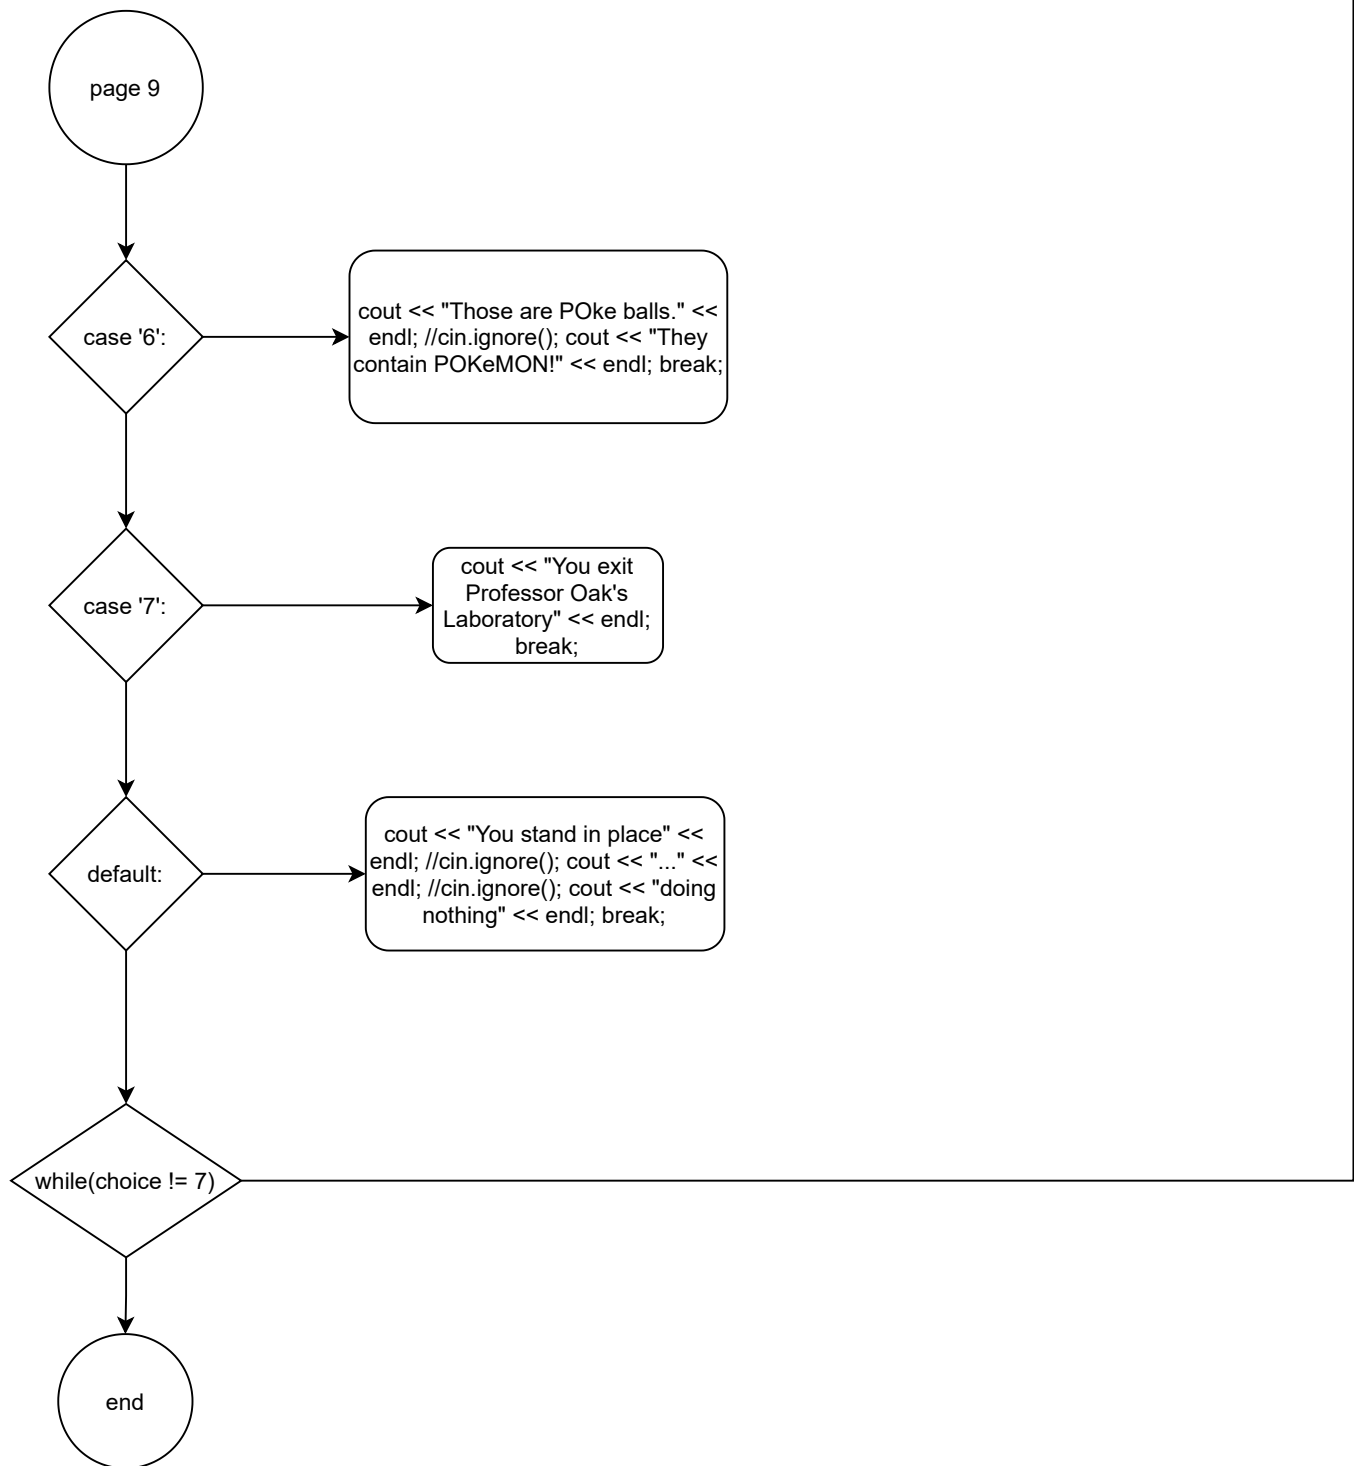 page 9
case '6':
cout << "Those are POke balls." <<
endl; //cin.ignore(); cout << "They
contain POKeMON!" << endl; break;
case '7':
cout << "You exit
Professor Oak's
Laboratory" << endl;
break;
default:
cout << "You stand in place" <<
endl; //cin.ignore(); cout << "..." <<
endl; //cin.ignore(); cout << "doing
nothing" << endl; break;
while(choice != 7)
end